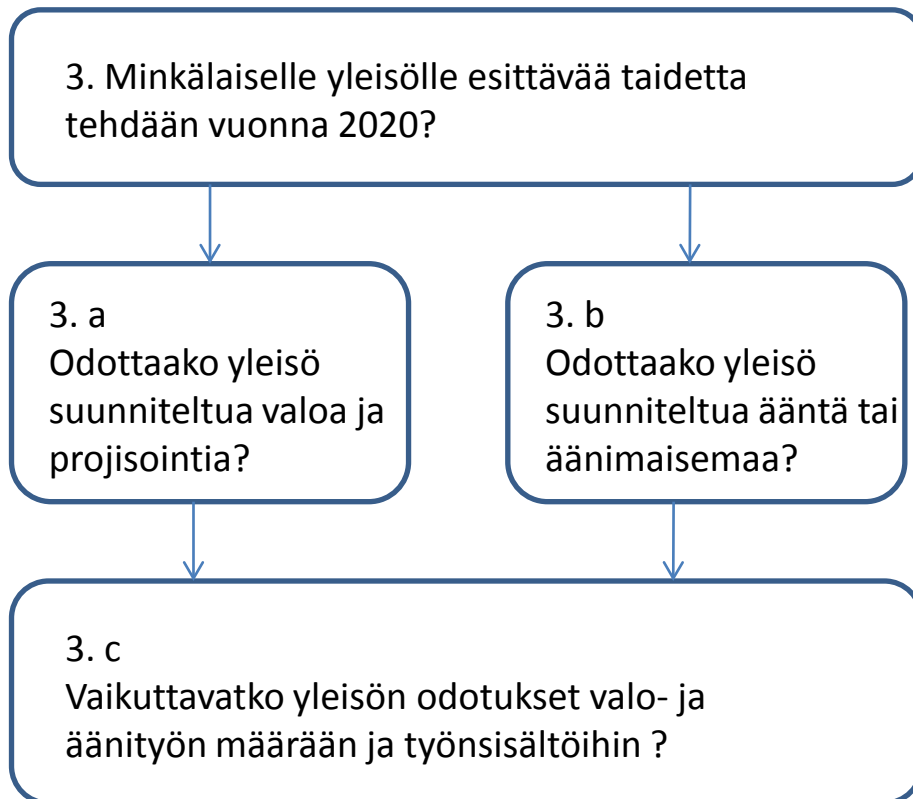 3. Minkälaiselle yleisölle esittävää taidetta
tehdään vuonna 2020?
3. a
Odottaako yleisö
suunniteltua valoa ja
projisointia?
3. b
Odottaako yleisö
suunniteltua ääntä tai
äänimaisemaa?
3. c
Vaikuttavatko yleisön odotukset valo- ja
äänityön määrään ja työnsisältöihin ?